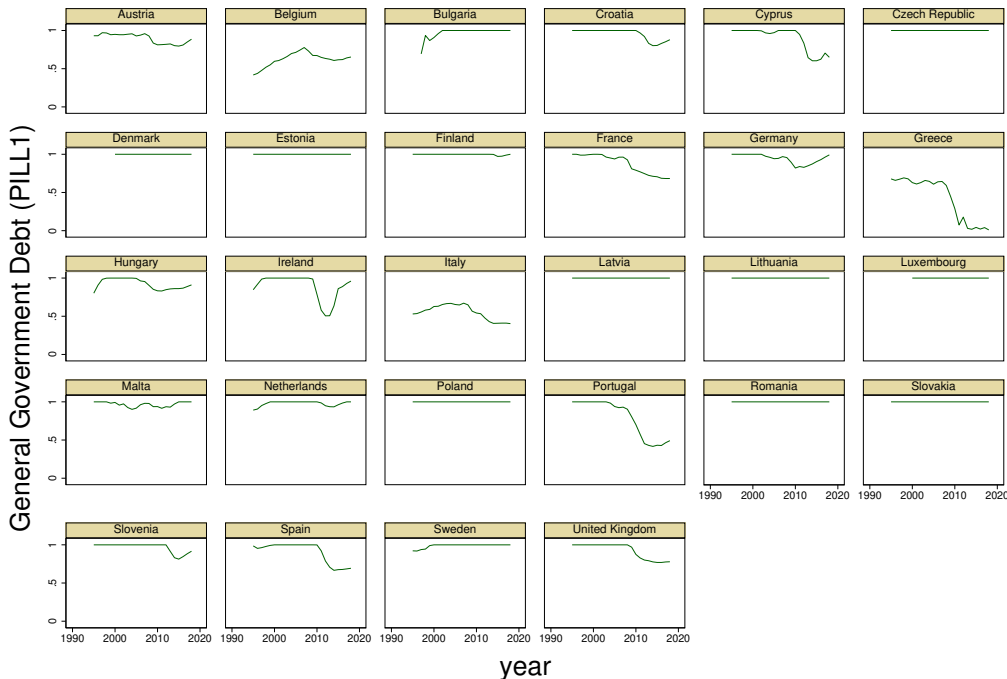 General Government Debt (PILL1)
Austria Belgium Bulgaria Croatia Cyprus Czech Republic
1
.5
0
Denmark Estonia Finland France Germany Greece
1
.5
0
Hungary Ireland Italy Latvia Lithuania Luxembourg
1
.5
0
Malta Netherlands Poland Portugal Romania Slovakia
1
.5
0
1990 2000 2010 2020 1990 2000 2010 2020
Slovenia Spain Sweden United Kingdom
1
.5
0
1990 2000 2010 2020 1990 2000 2010 2020 1990 2000 2010 2020 1990 2000 2010 2020
year